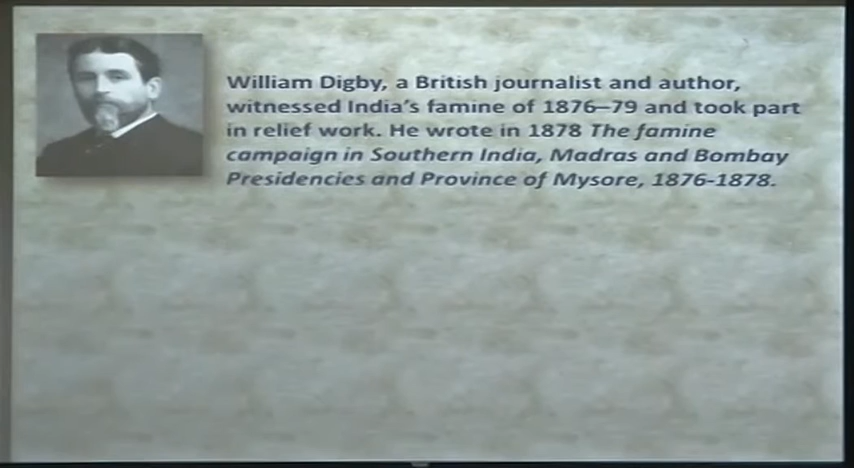 William Digby, a British journalist and author,
witnessed India's famine of 1876–79 and took part
in relief work. He wrote in 1878 The famine
campaign in Southern India, Madras and Bombay
Presidencies and Province of Mysore, 1876-1878.